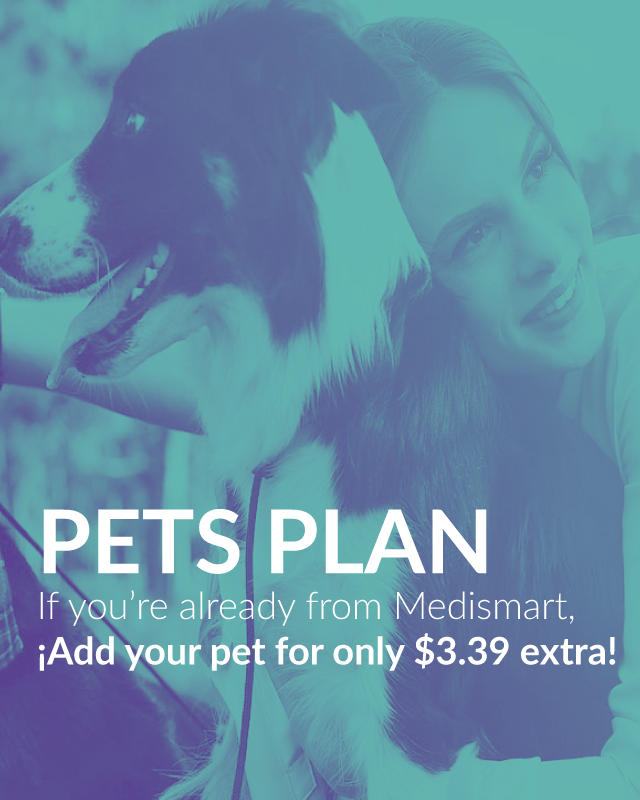 PETS PLAN
If you’re already from Medismart,
¡Add your pet for only $3.39 extra!